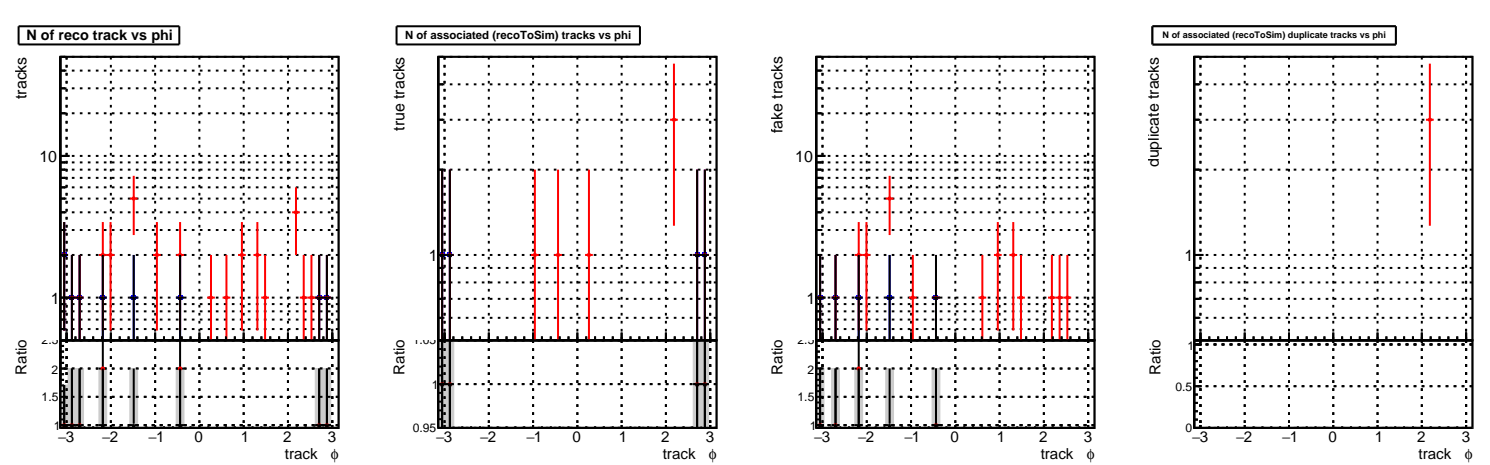 N of reco track vs phi
tracks
10
1
2.5
2
1.5
1
Ratio
−3 −2 −1 0 1 2 3
track ϕ
N of associated (recoToSim) tracks vs phi
true tracks
1
1.05
1
0.95
Ratio
−3 −2 −1 0 1 2 3
track ϕ
fake tracks
10
1
2.5
2
1.5
1
Ratio
−3 −2 −1 0 1 2 3
track ϕ
N of associated (recoToSim) duplicate tracks vs phi
duplicate tracks
1
1
0.5
0
Ratio
−3 −2 −1 0 1 2 3
track ϕ